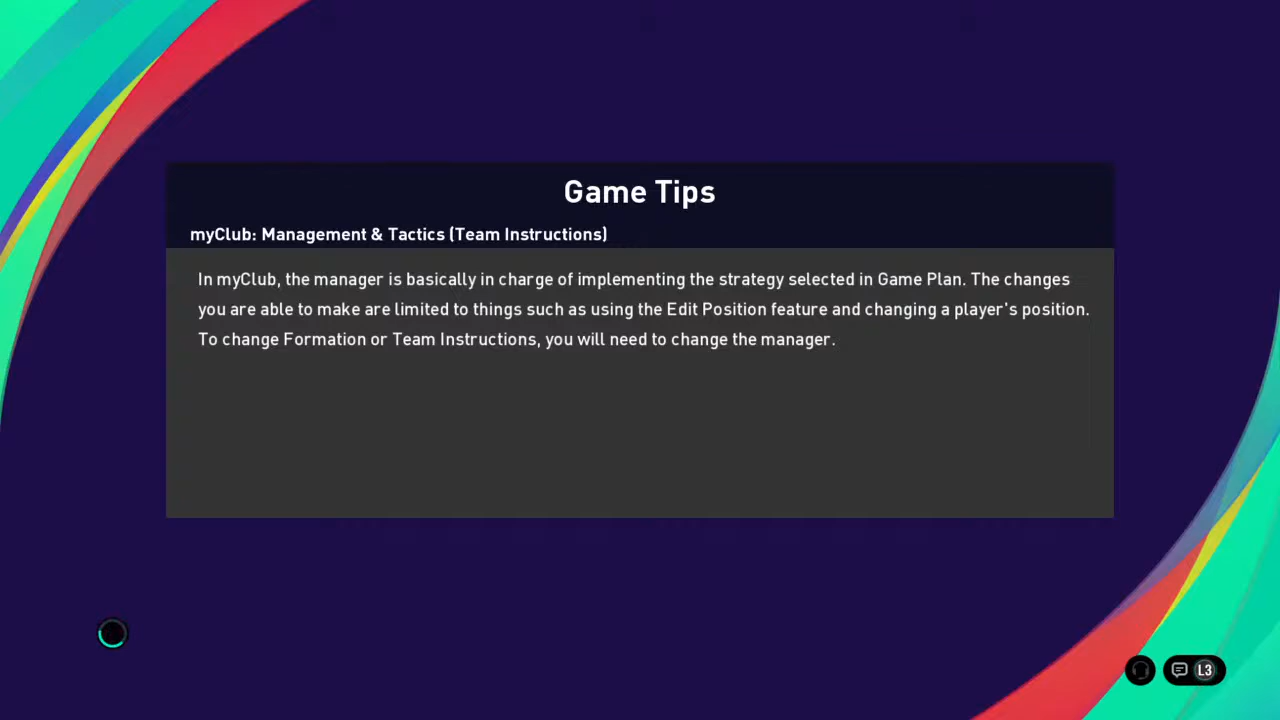 Game Tips
myClub: Management & Tactics (Team Instructions)
In myClub, the manager is basically in charge of implementing the strategy selected in Game Plan. The changes
you are able to make are limited to things such as using the Edit Position feature and changing a player's position.
To change Formation or Team Instructions, you will need to change the manager.
L3